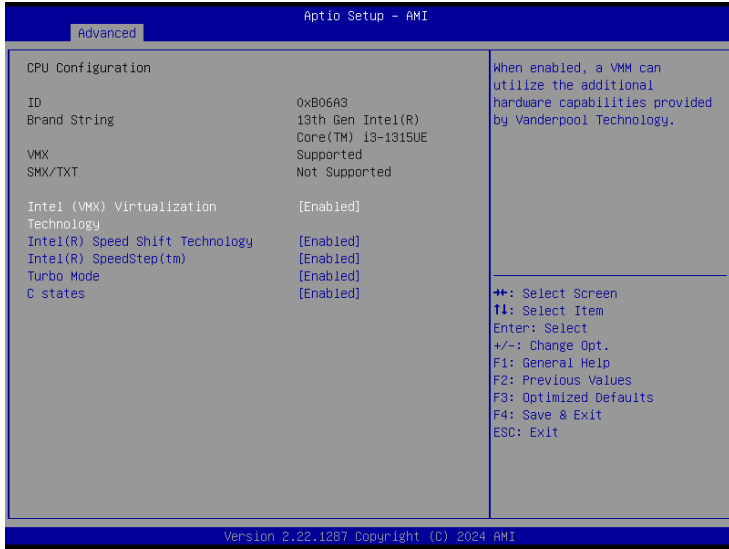 Aptio Setup - AMI
Advanced
CPU Configuration
ID 0xB06A3
Brand String 13th Gen Intel(R)
Core(TM) i3-1315UE
VMX Supported
SMX/TXT Not Supported
Intel (VMX) Virtualization [Enabled]
Technology
Intel(R) Speed Shift Technology [Enabled]
Intel(R) SpeedStep(tm) [Enabled]
Turbo Mode [Enabled]
C states [Enabled]
When enabled, a VMM can
utilize the additional
hardware capabilities provided
by Vanderpool Technology.
→←: Select Screen
↑↓: Select Item
Enter: Select
+/-: Change Opt.
F1: General Help
F2: Previous Values
F3: Optimized Defaults
F4: Save & Exit
ESC: Exit
Version 2.22.1287 Copyright (C) 2024 AMI